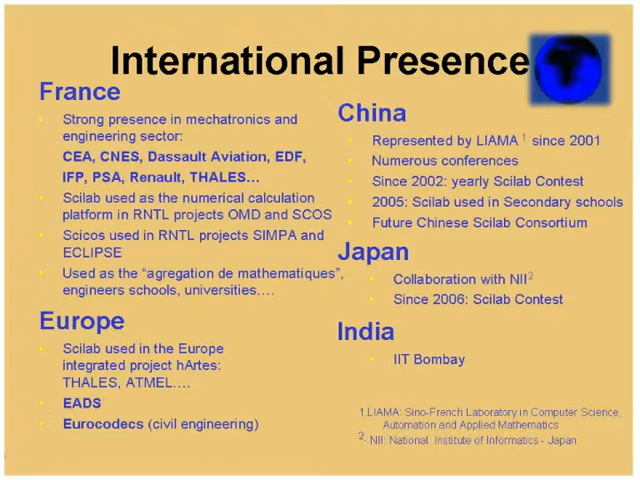 International Presence
France
Strong presence in mechatronics and
engineering sector:
CEA, CNES, Dassault Aviation, EDF,
IFP, PSA, Renault, THALES...
Scilab used as the numerical calculation
platform in RNTL projects OMD and SCOS
Scicos used in RNTL projects SIMPA and
ECLIPSE
Used as the “agregation de mathematiques”,
engineers schools, universities....
Europe
Scilab used in the Europe
integrated project hArtes:
THALES, ATMEL....
EADS
Eurocodecs (civil engineering)
China
Represented by LIAMA 1 since 2001
Numerous conferences
Since 2002: yearly Scilab Contest
2005: Scilab used in Secondary schools
Future Chinese Scilab Consortium
Japan
Collaboration with NII2
Since 2006: Scilab Contest
India
IIT Bombay
1.LIAMA: Sino-French Laboratory in Computer Science,
Automation and Applied Mathematics
2. NII: National Institute of Informatics - Japan